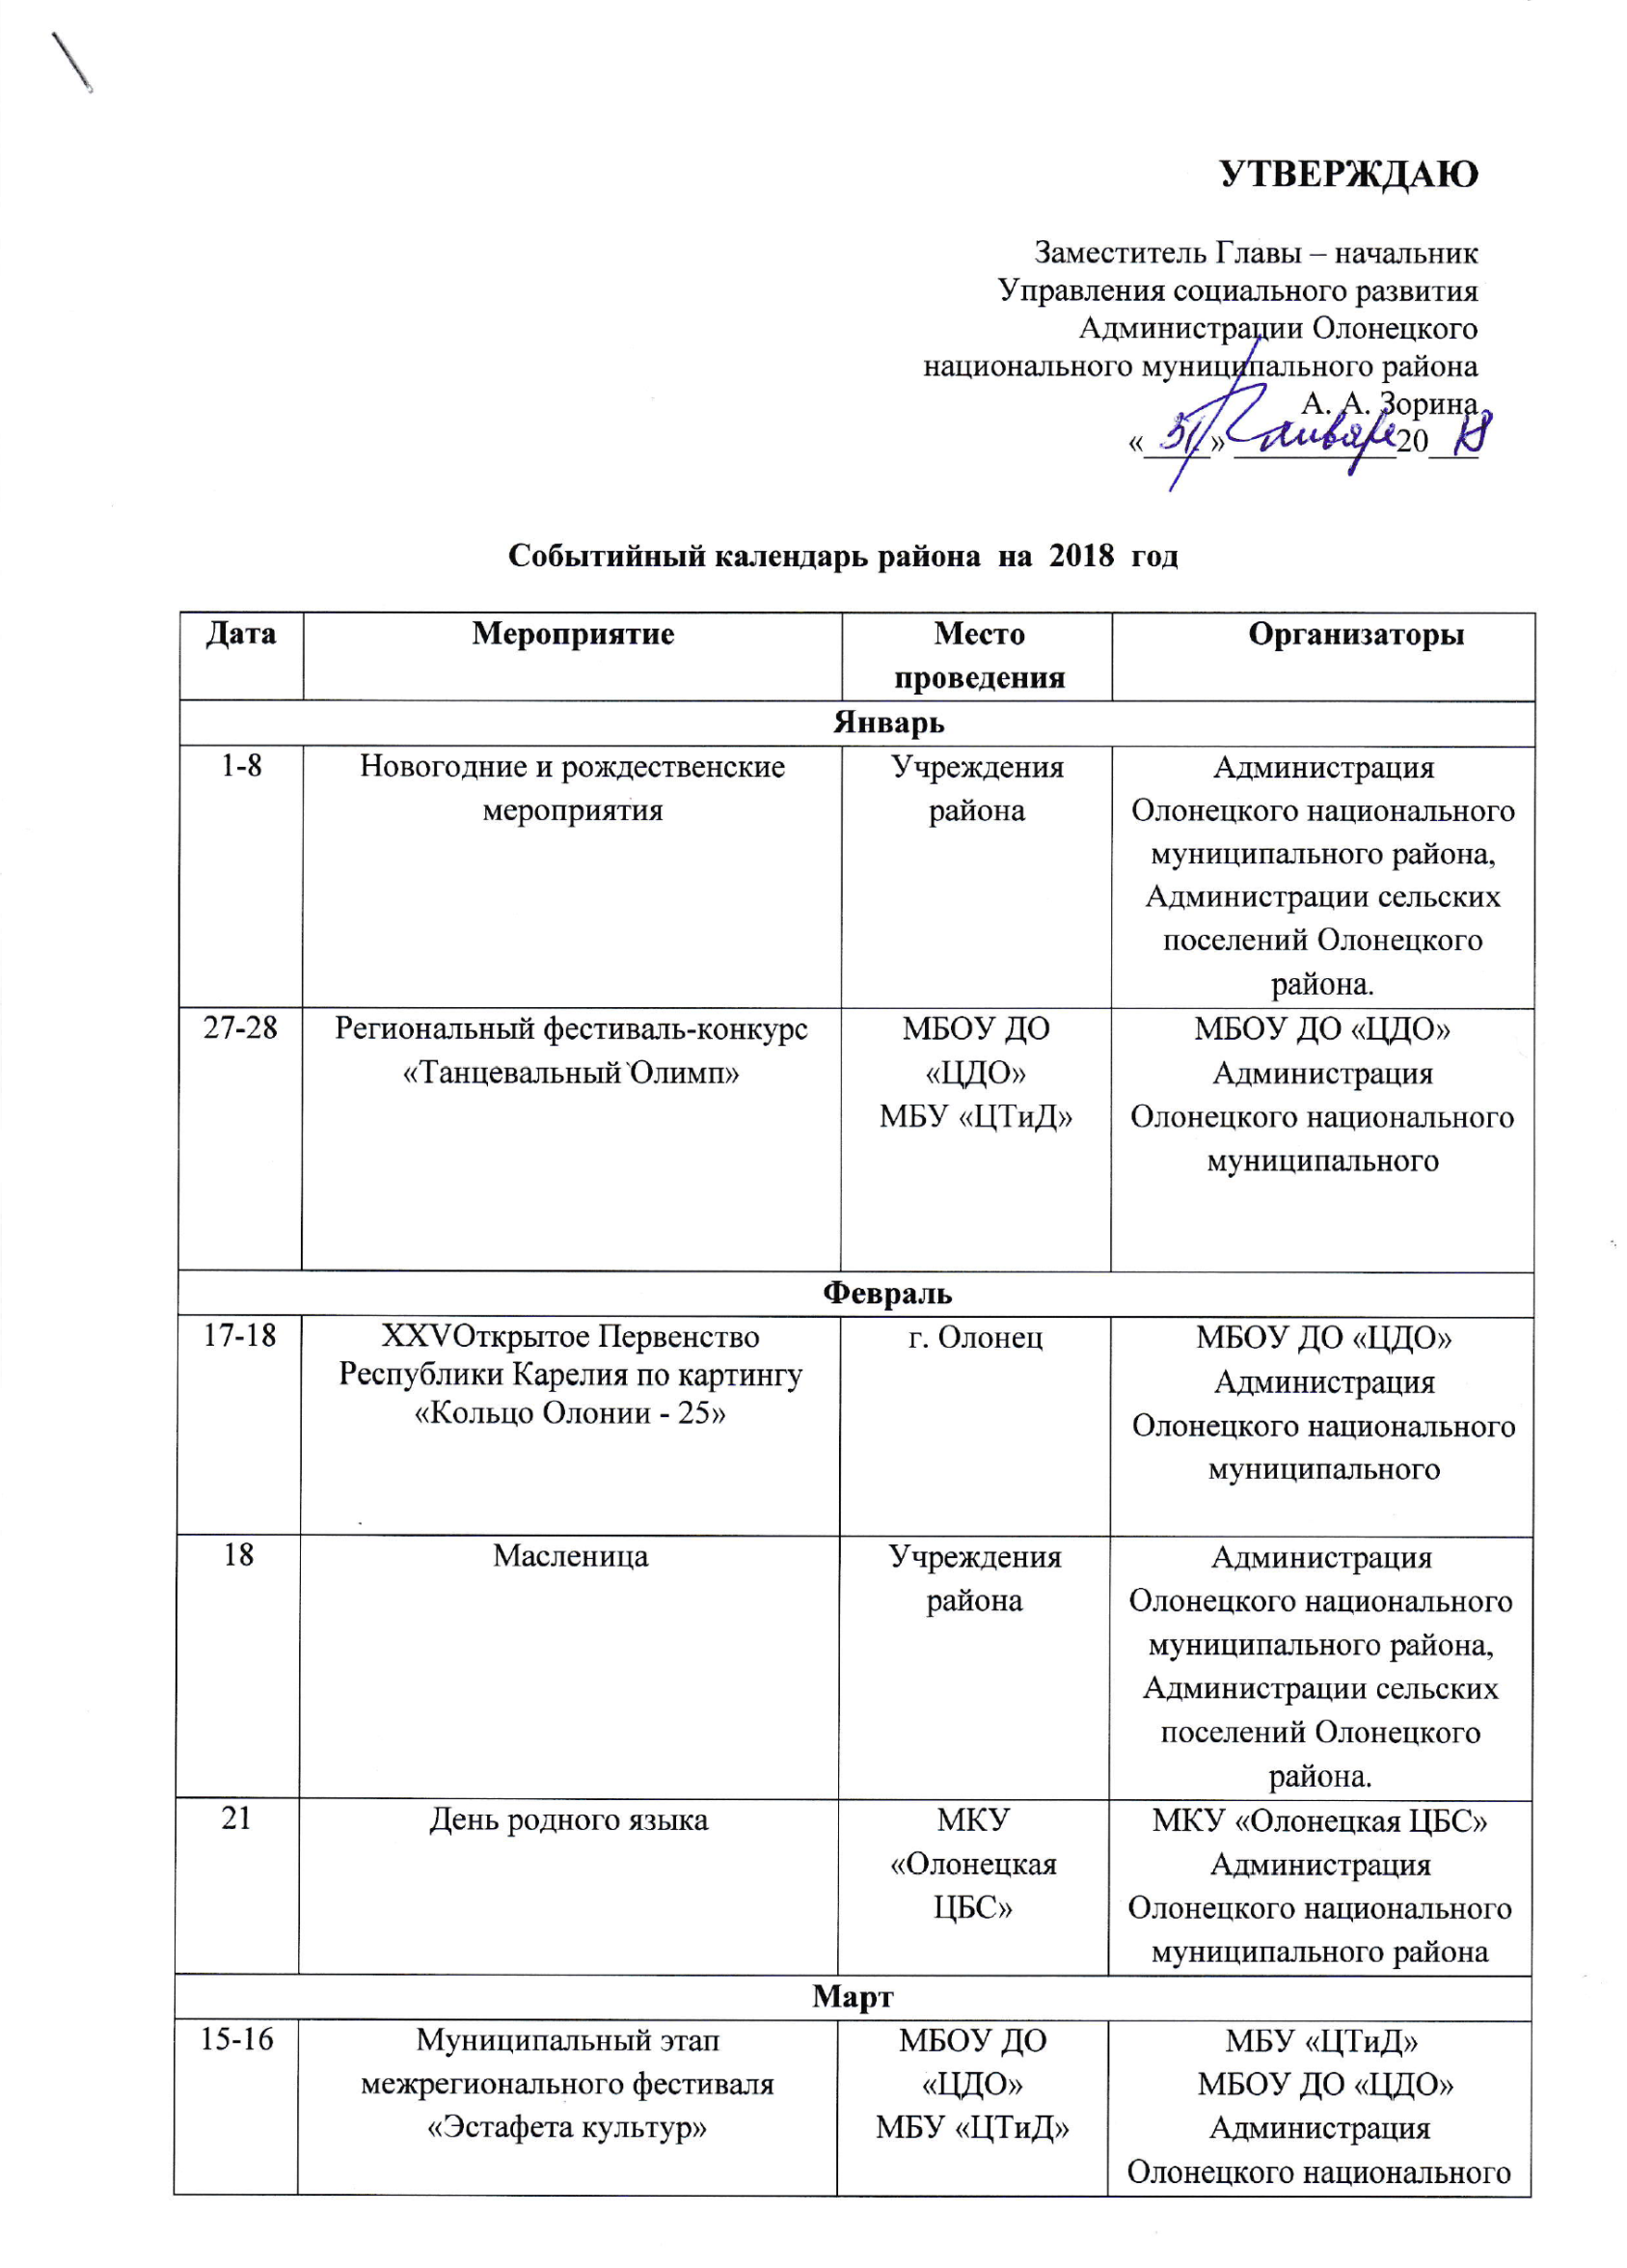 УТВЕРЖДАЮ
Заместитель Главы – начальник
Управления социального развития
Администрации Олонецкого
национального муниципального района
А. А. Зорина
«31» января 2018
Событийный календарь района на 2018 год
Дата Мероприятие Место Организаторы
проведения
Январь
1-8 Новогодние и рождественские Учреждения Администрация
мероприятия района Олонецкого национального
муниципального района,
Администрации сельских
поселений Олонецкого
района.
27-28 Региональный фестиваль-конкурс МБОУ ДО МБОУ ДО «ЦДО»
«Танцевальный Олимп» «ЦДО» Администрация
МБУ «ЦТиД» Олонецкого национального
муниципального
Февраль
17-18 XXVОткрытое Первенство г. Олонец МБОУ ДО «ЦДО»
Республики Карелия по картингу Администрация
«Кольцо Олонии - 25» Олонецкого национального
муниципального
18 Масленица Учреждения Администрация
района Олонецкого национального
муниципального района,
Администрации сельских
поселений Олонецкого
района.
21 День родного языка МКУ МКУ «Олонецкая ЦБС»
«Олонецкая Администрация
ЦБС» Олонецкого национального
муниципального района
Март
15-16 Муниципальный этап МБОУ ДО МБУ «ЦТиД»
межрегионального фестиваля «ЦДО» МБОУ ДО «ЦДО»
«Эстафета культур» МБУ «ЦТиД» Администрация
Олонецкого национального